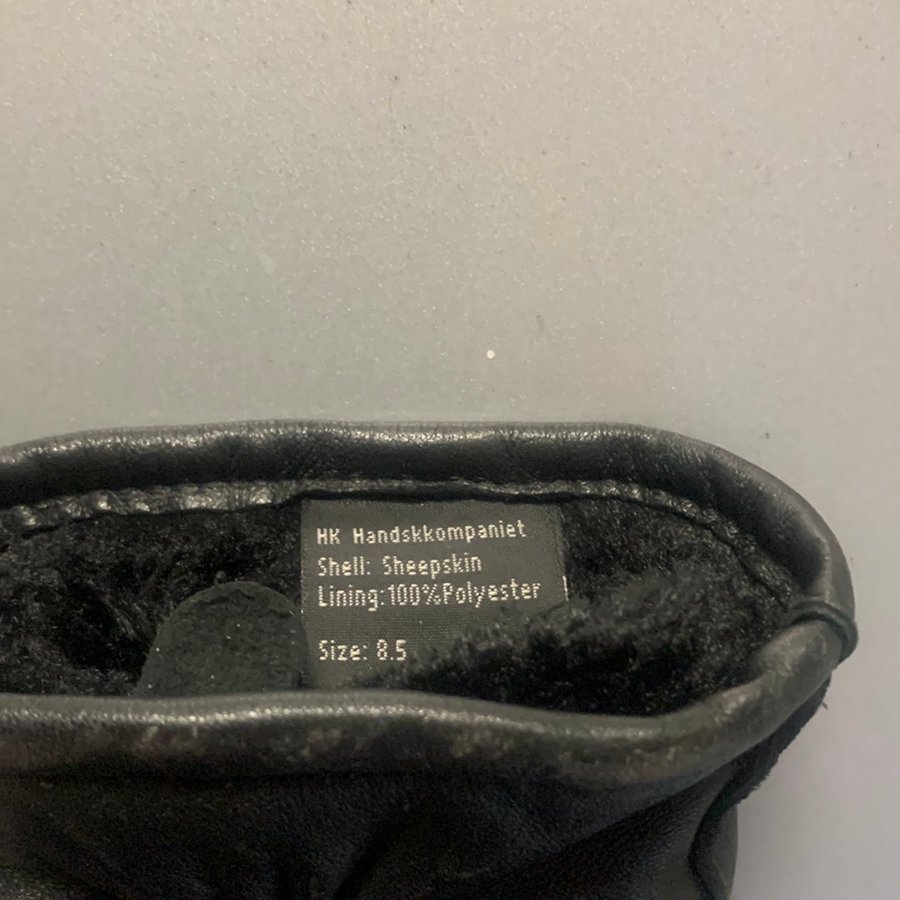 HK Handskkompaniet
Shell: Sheepskin
Lining:100%Polyester
Size: 8.5